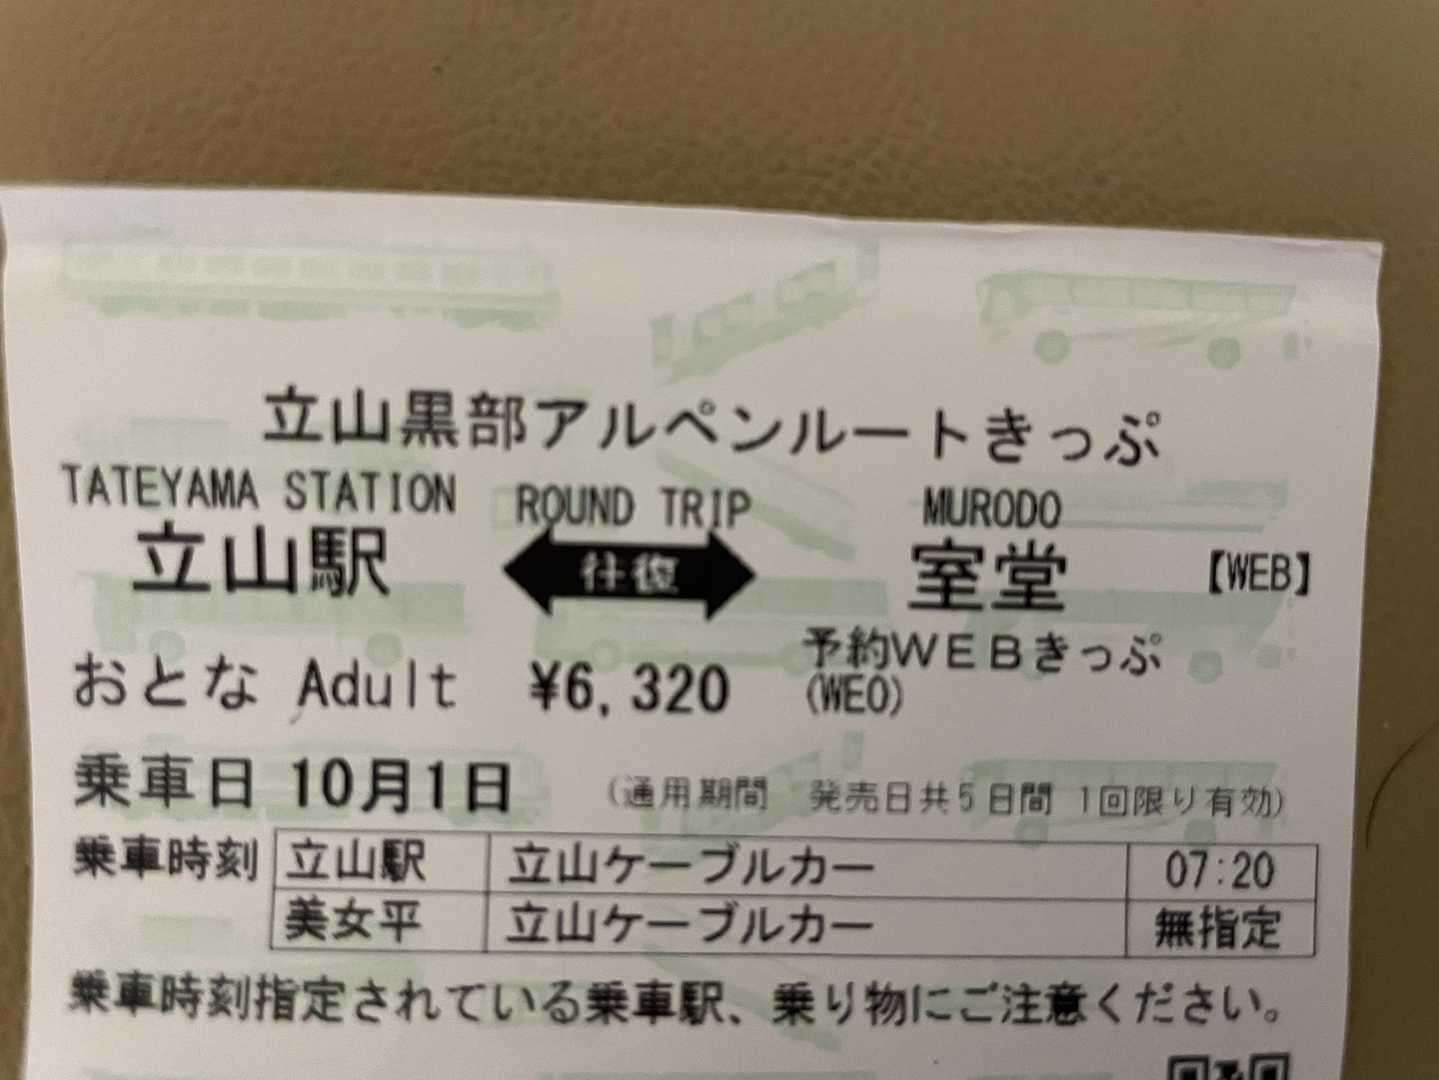 立山黒部アルペンルートきっぷ
TATEYAMA STATION ROUND TRIP MURODO
立山駅 往復 室堂 【WEB】
おとな Adult ¥6,320 予約WEBきっぷ
(WEO)
乗車日 10月1日 (通用期間 発売日共5日間 1回限り有効)
乗車時刻 立山駅 立山ケーブルカー 07:20
美女平 立山ケーブルカー 無指定
乗車時刻指定されている乗車駅、乗り物にご注意ください。